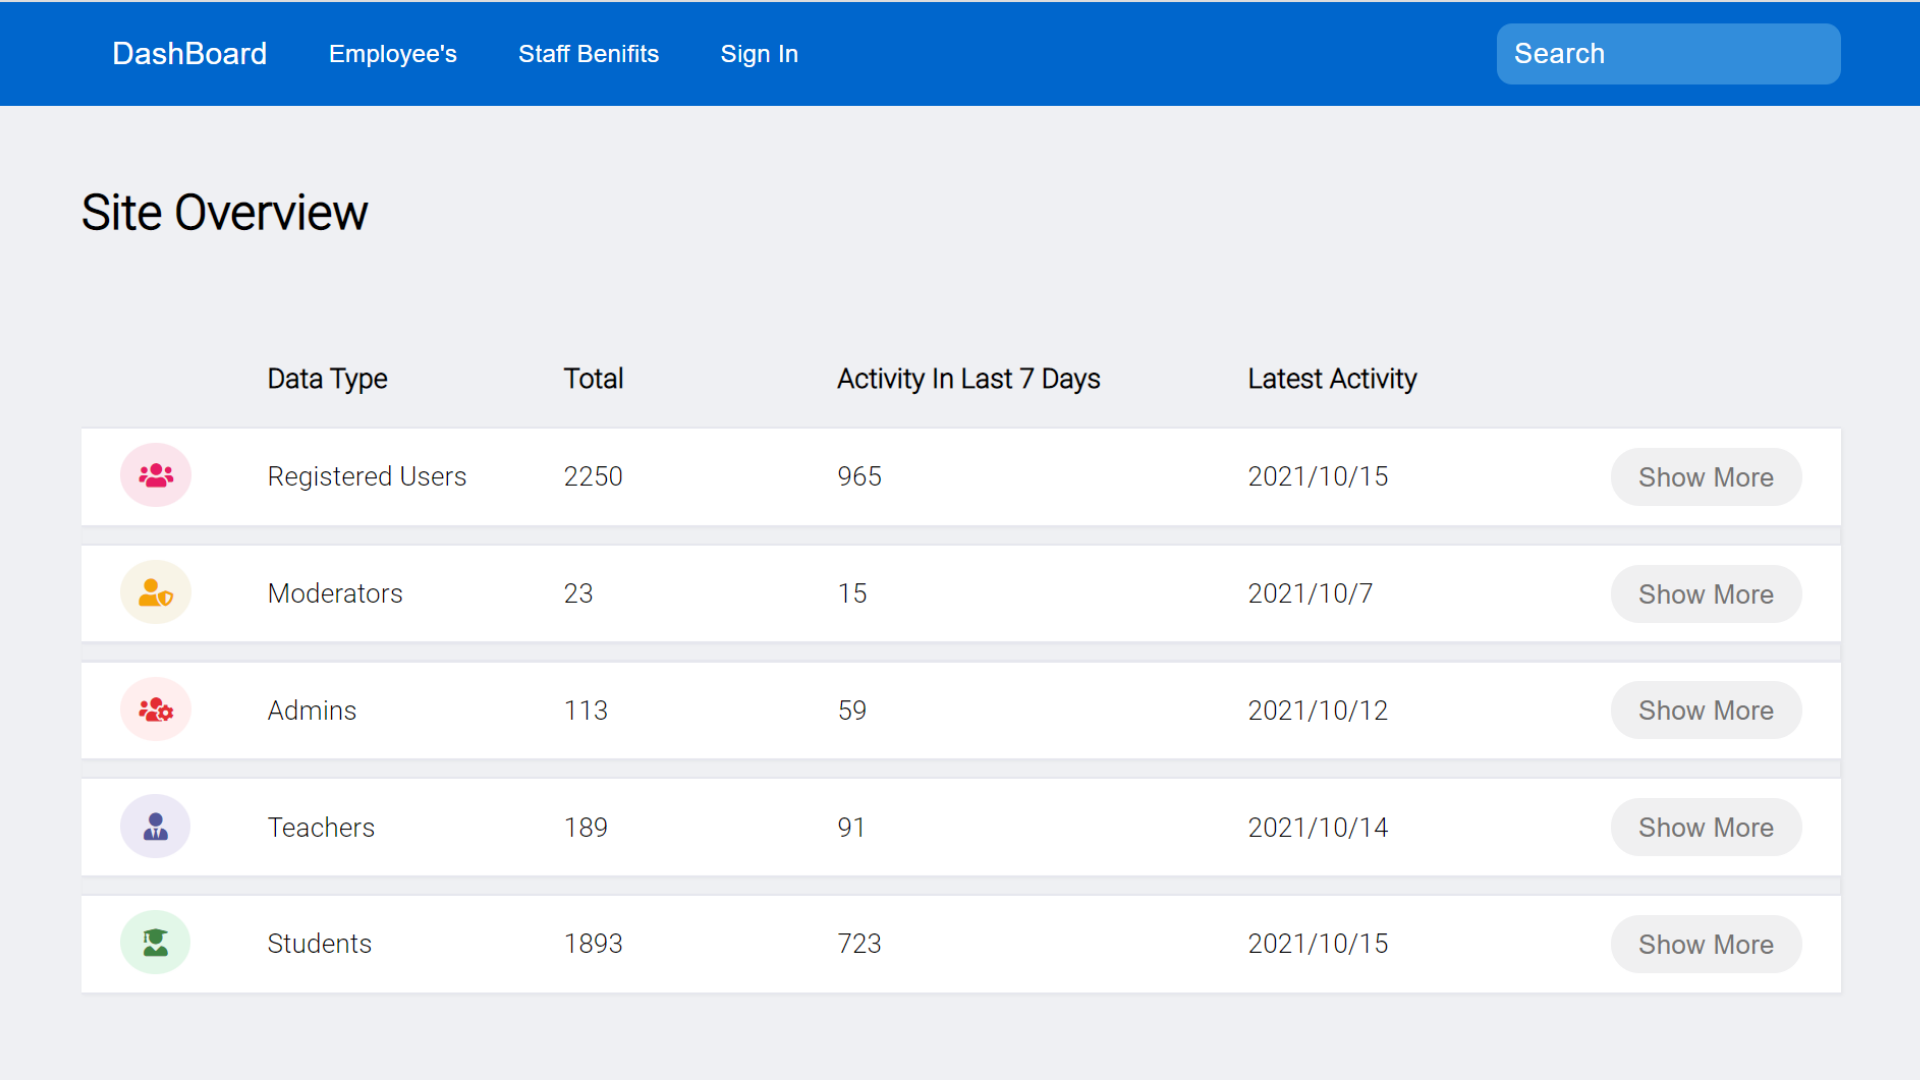 DashBoard Employee's Staff Benifits Sign In Search
Site Overview
Data Type Total Activity In Last 7 Days Latest Activity
Registered Users 2250 965 2021/10/15 Show More
Moderators 23 15 2021/10/7 Show More
Admins 113 59 2021/10/12 Show More
Teachers 189 91 2021/10/14 Show More
Students 1893 723 2021/10/15 Show More